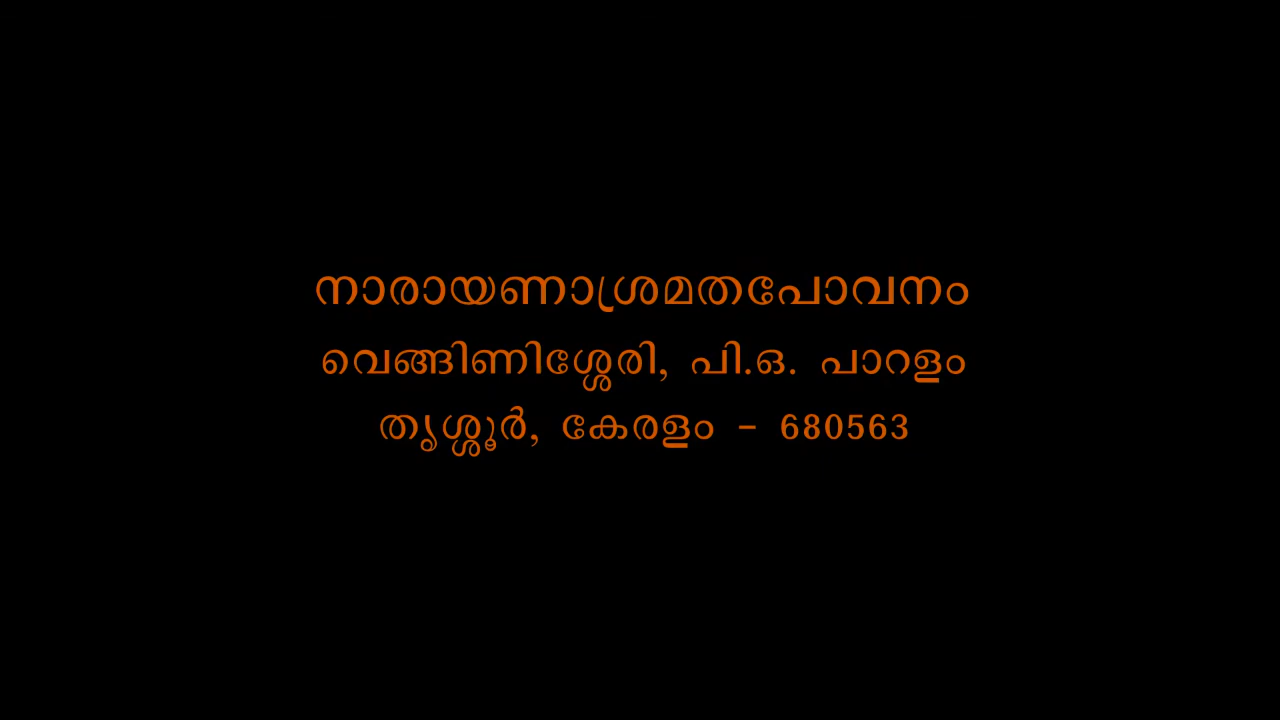 നാരായണാശ്രമതപോവനം
വെങ്ങിണിശ്ശേരി, പി.ഒ. പാറളം
തൃശ്ശൂർ, കേരളം - 680563